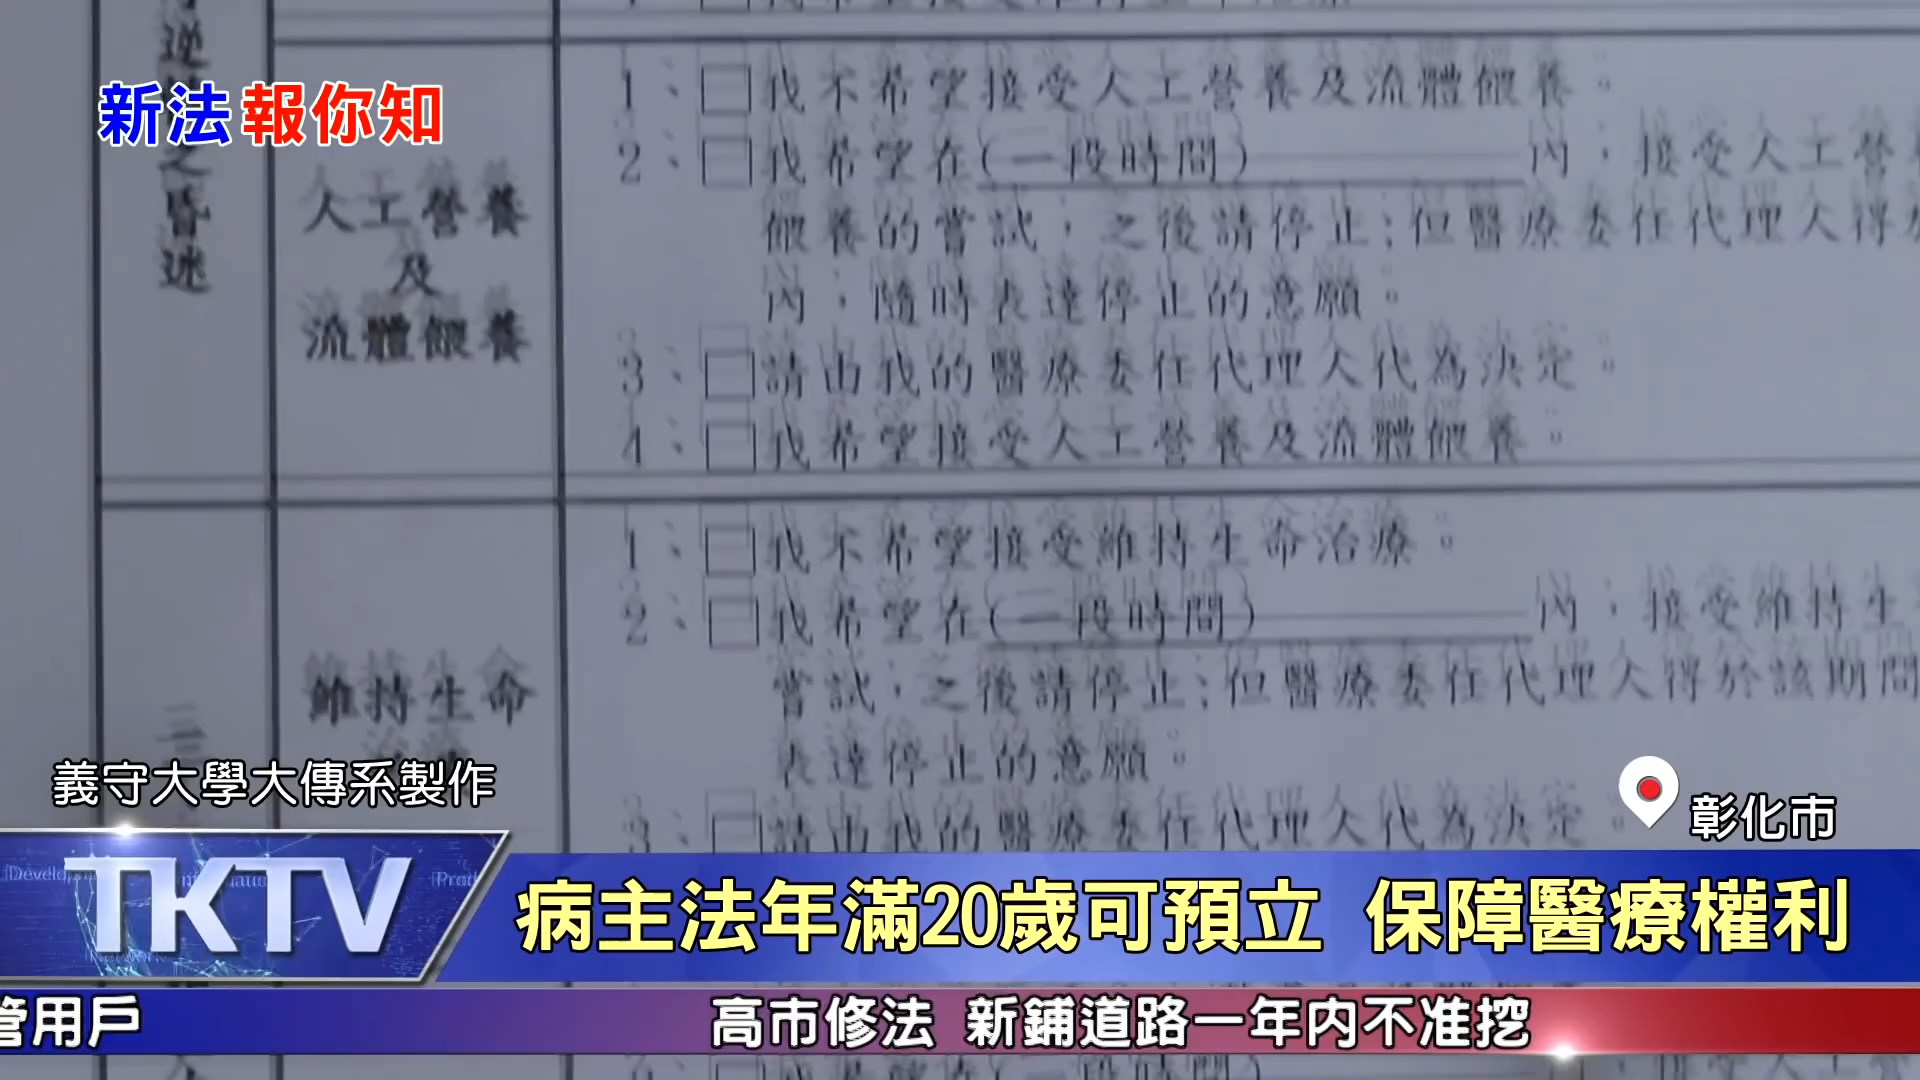 新法報你知
逆
之昏迷
人工營養
及
流體餵養
1、□我不希望接受人工營養及流體餵養。
2、□我希望在(一段時間)內，接受人工營
餵養的嘗試，之後請停止;但醫療委任代理人得於
內，隨時表達停止的意願。
3、□請由我的醫療委任代理人代為決定。
4、□我希望接受人工營養及流體餵養。
維持生命
1、□我不希望接受維持生命治療。
2、□我希望在(一段時間)內，接受維持生
嘗試，之後請停止;但醫療委任代理人得於該期間
表達停止的意願。
3、□請由我的醫療委任代理人代為決定。
義守大學大傳系製作
彰化市
TKTV
病主法年滿20歲可預立 保障醫療權利
管用戶 高市修法 新鋪道路一年內不准挖